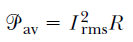 𝒫av = I²rms R